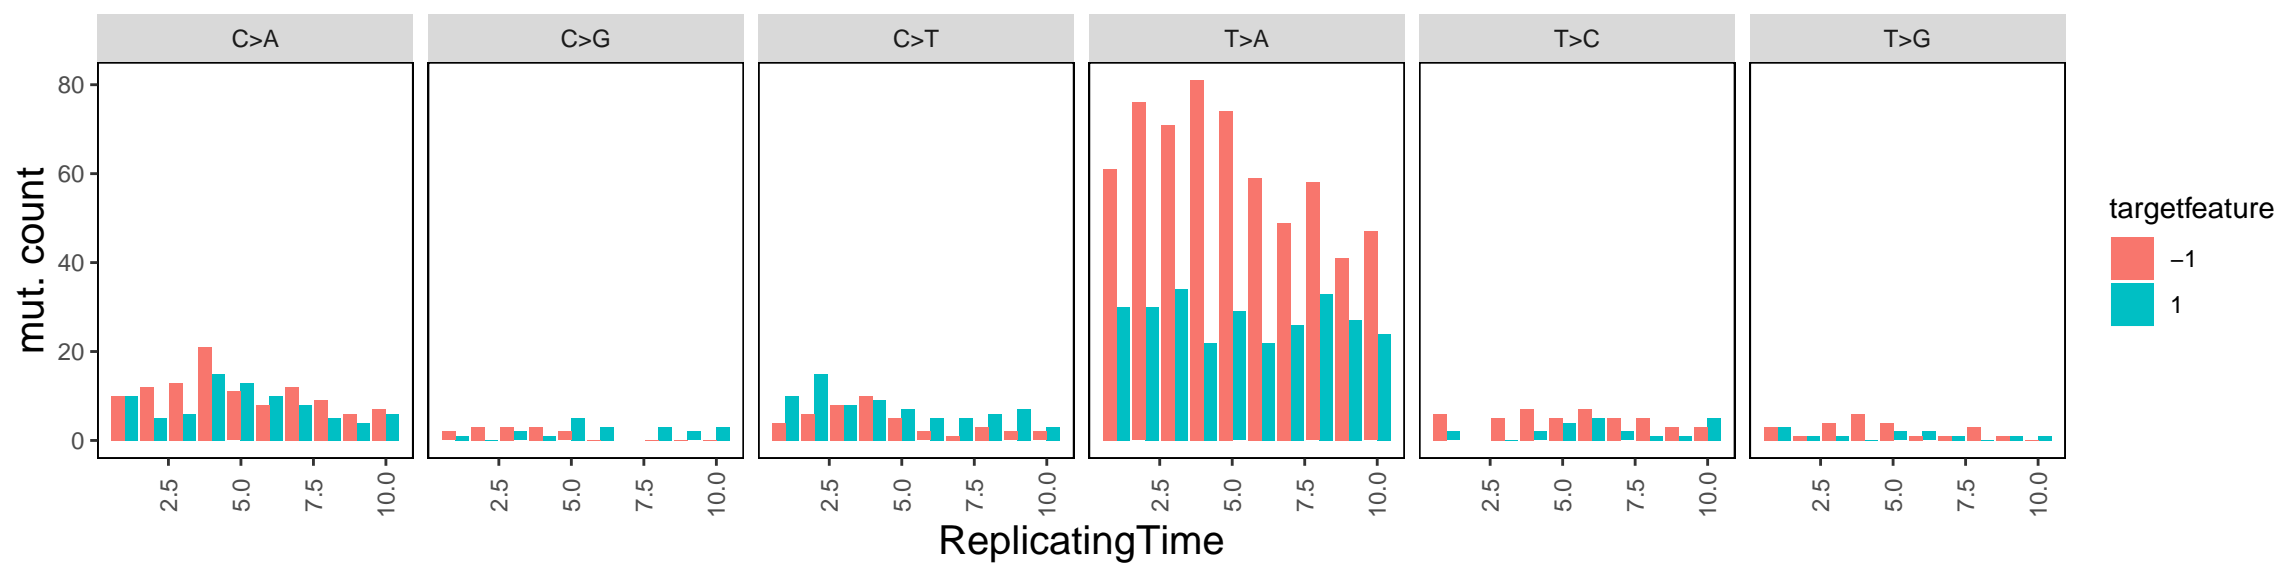 C>A C>G C>T T>A T>C T>G
mut. count
80
60
40
20
0
2.5 5.0 7.5 10.0 2.5 5.0 7.5 10.0 2.5 5.0 7.5 10.0 2.5 5.0 7.5 10.0 2.5 5.0 7.5 10.0 2.5 5.0 7.5 10.0
ReplicatingTime
targetfeature
−1
1